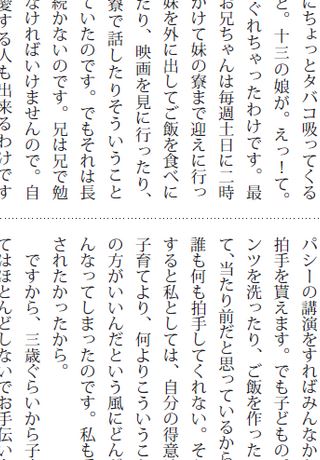 にちょっとタバコ吸ってくる
と。十三の娘が。えっ！て。
ぐれちゃったわけです。最
お兄ちゃんは毎週土日に二時
かけて妹の寮まで迎えに行っ
妹を外に出してご飯を食べに
たり、映画を見に行ったり、
寮で話したりそういうこと
ていたのです。でもそれは長
続かないのです。兄は兄で勉
なければいけませんので。自
愛する人も出来るわけです
パシーの講演をすればみんなか
拍手を貰えます。でも子どもの
ンツを洗ったり、ご飯を作った
て、当たり前だと思っているから
誰も何も拍手してくれない。そ
すると私としては、自分の得意
子育てより、何よりこういうこ
の方がいいんだという風にどん
んなってしまったのです。私も
されたかったから。
ですから、三歳ぐらいから子
てはほとんどしないでお手伝い